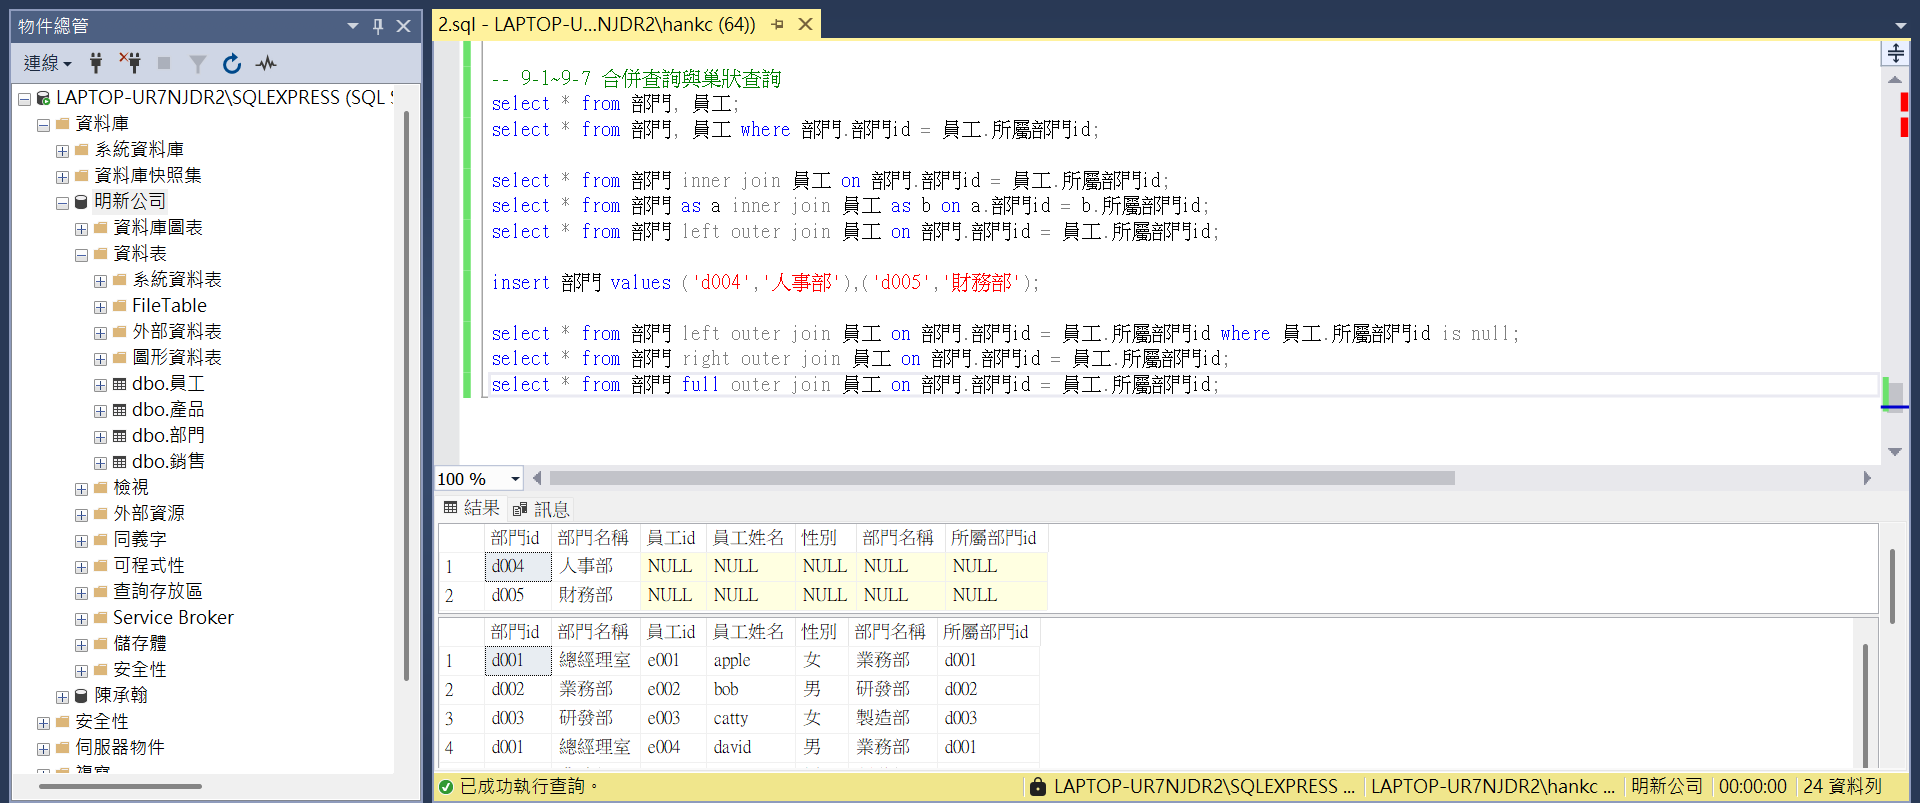 物件總管
連線
LAPTOP-UR7NJDR2\SQLEXPRESS (SQL S
資料庫
系統資料庫
資料庫快照集
明新公司
資料庫圖表
資料表
系統資料表
FileTable
外部資料表
圖形資料表
dbo.員工
dbo.產品
dbo.部門
dbo.銷售
檢視
外部資源
同義字
可程式性
查詢存放區
Service Broker
儲存體
安全性
陳承翰
安全性
伺服器物件
複寫
2.sql - LAPTOP-U...NJDR2\hankc (64))
-- 9-1~9-7 合併查詢與巢狀查詢
select * from 部門, 員工;
select * from 部門, 員工 where 部門.部門id = 員工.所屬部門id;
select * from 部門 inner join 員工 on 部門.部門id = 員工.所屬部門id;
select * from 部門 as a inner join 員工 as b on a.部門id = b.所屬部門id;
select * from 部門 left outer join 員工 on 部門.部門id = 員工.所屬部門id;
insert 部門 values ('d004','人事部'),('d005','財務部');
select * from 部門 left outer join 員工 on 部門.部門id = 員工.所屬部門id where 員工.所屬部門id is null;
select * from 部門 right outer join 員工 on 部門.部門id = 員工.所屬部門id;
select * from 部門 full outer join 員工 on 部門.部門id = 員工.所屬部門id;
100 %
結果 訊息
部門id 部門名稱 員工id 員工姓名 性別 部門名稱 所屬部門id
1 d004 人事部 NULL NULL NULL NULL NULL
2 d005 財務部 NULL NULL NULL NULL NULL
部門id 部門名稱 員工id 員工姓名 性別 部門名稱 所屬部門id
1 d001 總經理室 e001 apple 女 業務部 d001
2 d002 業務部 e002 bob 男 研發部 d002
3 d003 研發部 e003 catty 女 製造部 d003
4 d001 總經理室 e004 david 男 業務部 d001
已成功執行查詢。 LAPTOP-UR7NJDR2\SQLEXPRESS ... LAPTOP-UR7NJDR2\hankc ... 明新公司 00:00:00 24 資料列